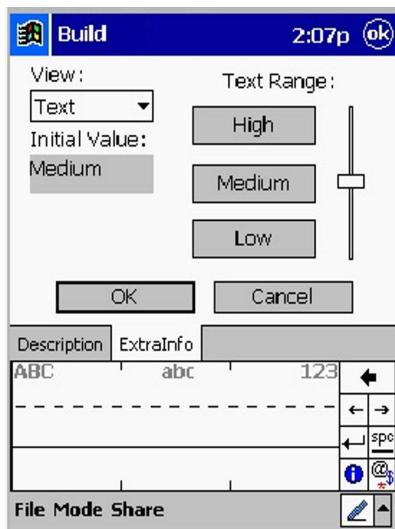 Build 2:07p ok
View: Text Range:
Text
High
Initial Value:
Medium
Medium
Low
OK Cancel
Description ExtraInfo
ABC abc 123
spc
@$
*
File Mode Share